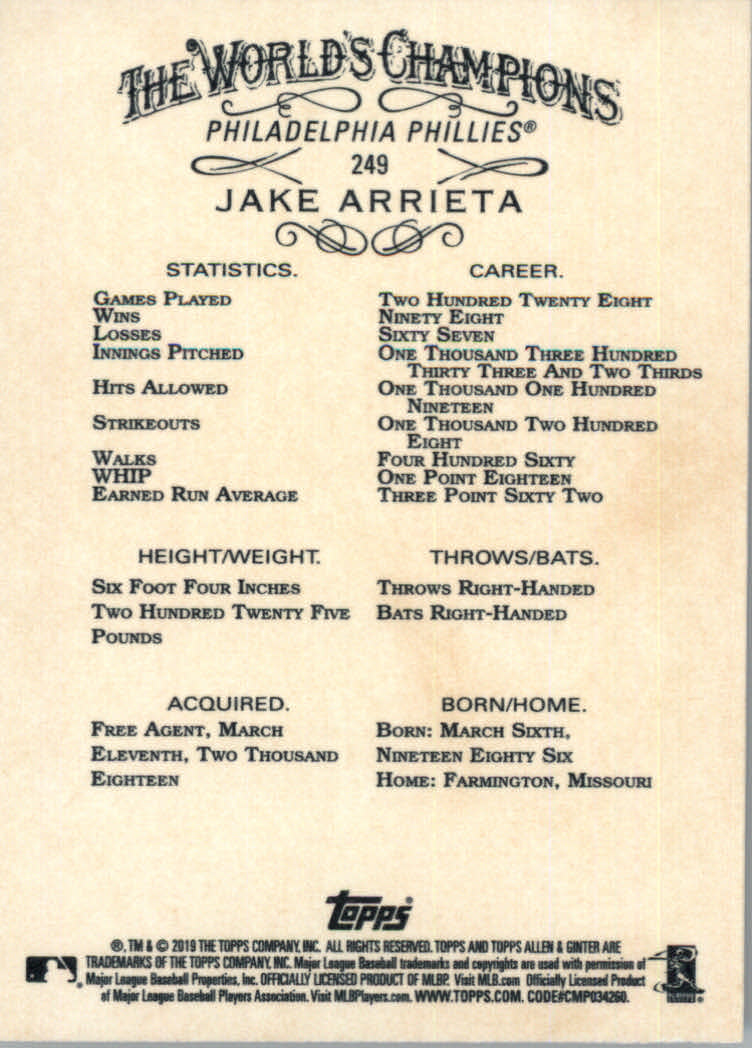 THE WORLD'S CHAMPIONS
PHILADELPHIA PHILLIES®
249
JAKE ARRIETA
STATISTICS. CAREER.
GAMES PLAYED TWO HUNDRED TWENTY EIGHT
WINS NINETY EIGHT
LOSSES SIXTY SEVEN
INNINGS PITCHED ONE THOUSAND THREE HUNDRED
THIRTY THREE AND TWO THIRDS
HITS ALLOWED ONE THOUSAND ONE HUNDRED
NINETEEN
STRIKEOUTS ONE THOUSAND TWO HUNDRED
EIGHT
WALKS FOUR HUNDRED SIXTY
WHIP ONE POINT EIGHTEEN
EARNED RUN AVERAGE THREE POINT SIXTY TWO
HEIGHT/WEIGHT.
SIX FOOT FOUR INCHES
TWO HUNDRED TWENTY FIVE
POUNDS
THROWS/BATS.
THROWS RIGHT-HANDED
BATS RIGHT-HANDED
ACQUIRED.
FREE AGENT, MARCH
ELEVENTH, TWO THOUSAND
EIGHTEEN
BORN/HOME.
BORN: MARCH SIXTH,
NINETEEN EIGHTY SIX
HOME: FARMINGTON, MISSOURI
Topps®
®, TM & © 2019 THE TOPPS COMPANY, INC. ALL RIGHTS RESERVED. TOPPS AND TOPPS ALLEN & GINTER ARE
TRADEMARKS OF THE TOPPS COMPANY, INC. Major League Baseball trademarks and copyrights are used with permission of
Major League Baseball Properties, Inc. OFFICIALLY LICENSED PRODUCT OF MLBP. Visit MLB.com Officially Licensed Product
of Major League Baseball Players Association. Visit MLBPlayers.com. WWW.TOPPS.COM. CODE#CMP034260.